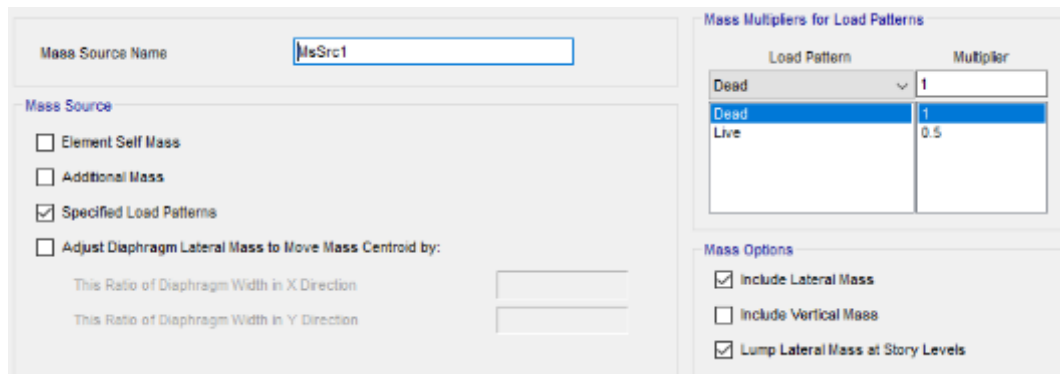 Mass Source Name
MsSrc1
Mass Source
Element Self Mass
Additional Mass
Specified Load Patterns
Adjust Diaphragm Lateral Mass to Move Mass Centroid by:
This Ratio of Diaphragm Width in X Direction
This Ratio of Diaphragm Width in Y Direction
Mass Multipliers for Load Patterns
Load Pattern Multiplier
Dead 1
Dead 1
Live 0.5
Mass Options
Include Lateral Mass
Include Vertical Mass
Lump Lateral Mass at Story Levels